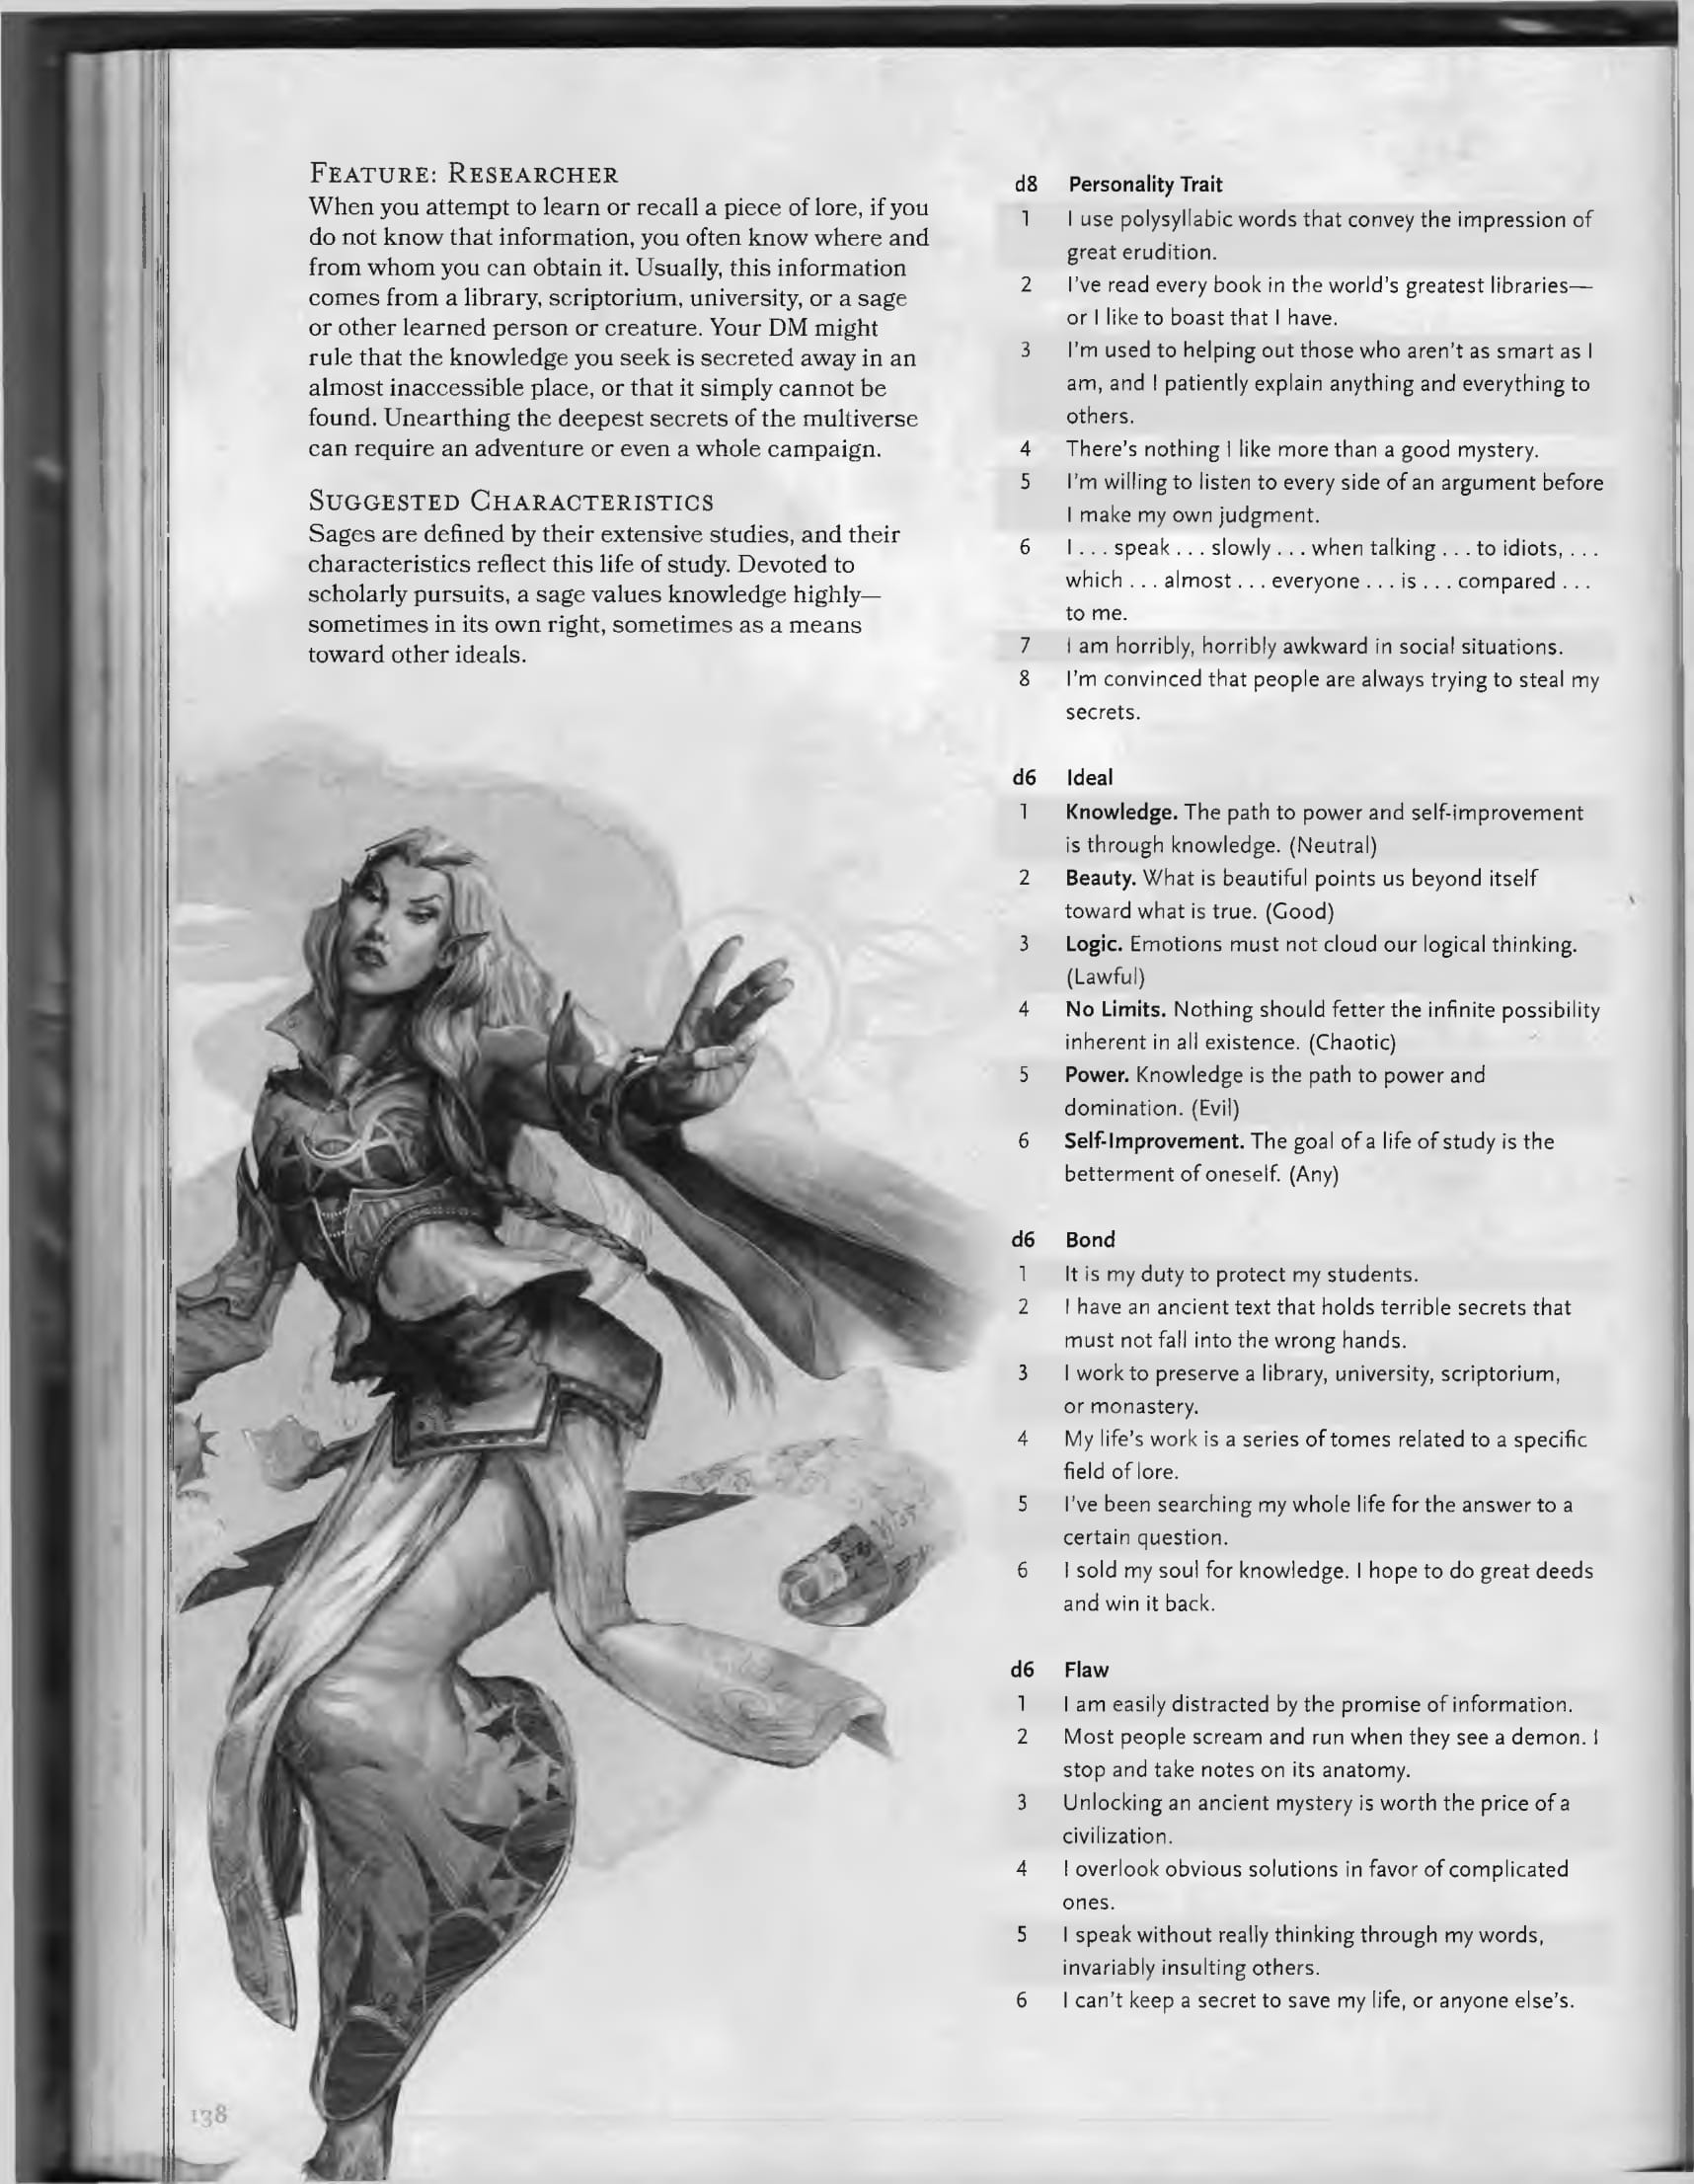 FEATURE: RESEARCHER
When you attempt to learn or recall a piece of lore, if you
do not know that information, you often know where and
from whom you can obtain it. Usually, this information
comes from a library, scriptorium, university, or a sage
or other learned person or creature. Your DM might
rule that the knowledge you seek is secreted away in an
almost inaccessible place, or that it simply cannot be
found. Unearthing the deepest secrets of the multiverse
can require an adventure or even a whole campaign.
SUGGESTED CHARACTERISTICS
Sages are defined by their extensive studies, and their
characteristics reflect this life of study. Devoted to
scholarly pursuits, a sage values knowledge highly—
sometimes in its own right, sometimes as a means
toward other ideals.
d8 Personality Trait
1 I use polysyllabic words that convey the impression of
great erudition.
2 I've read every book in the world's greatest libraries—
or I like to boast that I have.
3 I'm used to helping out those who aren't as smart as I
am, and I patiently explain anything and everything to
others.
4 There's nothing I like more than a good mystery.
5 I'm willing to listen to every side of an argument before
I make my own judgment.
6 I . . . speak . . . slowly . . . when talking . . . to idiots, . . .
which . . . almost . . . everyone . . . is . . . compared . . .
to me.
7 I am horribly, horribly awkward in social situations.
8 I'm convinced that people are always trying to steal my
secrets.
d6 Ideal
1 Knowledge. The path to power and self-improvement
is through knowledge. (Neutral)
2 Beauty. What is beautiful points us beyond itself
toward what is true. (Good)
3 Logic. Emotions must not cloud our logical thinking.
(Lawful)
4 No Limits. Nothing should fetter the infinite possibility
inherent in all existence. (Chaotic)
5 Power. Knowledge is the path to power and
domination. (Evil)
6 Self-Improvement. The goal of a life of study is the
betterment of oneself. (Any)
d6 Bond
1 It is my duty to protect my students.
2 I have an ancient text that holds terrible secrets that
must not fall into the wrong hands.
3 I work to preserve a library, university, scriptorium,
or monastery.
4 My life's work is a series of tomes related to a specific
field of lore.
5 I've been searching my whole life for the answer to a
certain question.
6 I sold my soul for knowledge. I hope to do great deeds
and win it back.
d6 Flaw
1 I am easily distracted by the promise of information.
2 Most people scream and run when they see a demon. I
stop and take notes on its anatomy.
3 Unlocking an ancient mystery is worth the price of a
civilization.
4 I overlook obvious solutions in favor of complicated
ones.
5 I speak without really thinking through my words,
invariably insulting others.
6 I can't keep a secret to save my life, or anyone else's.
138